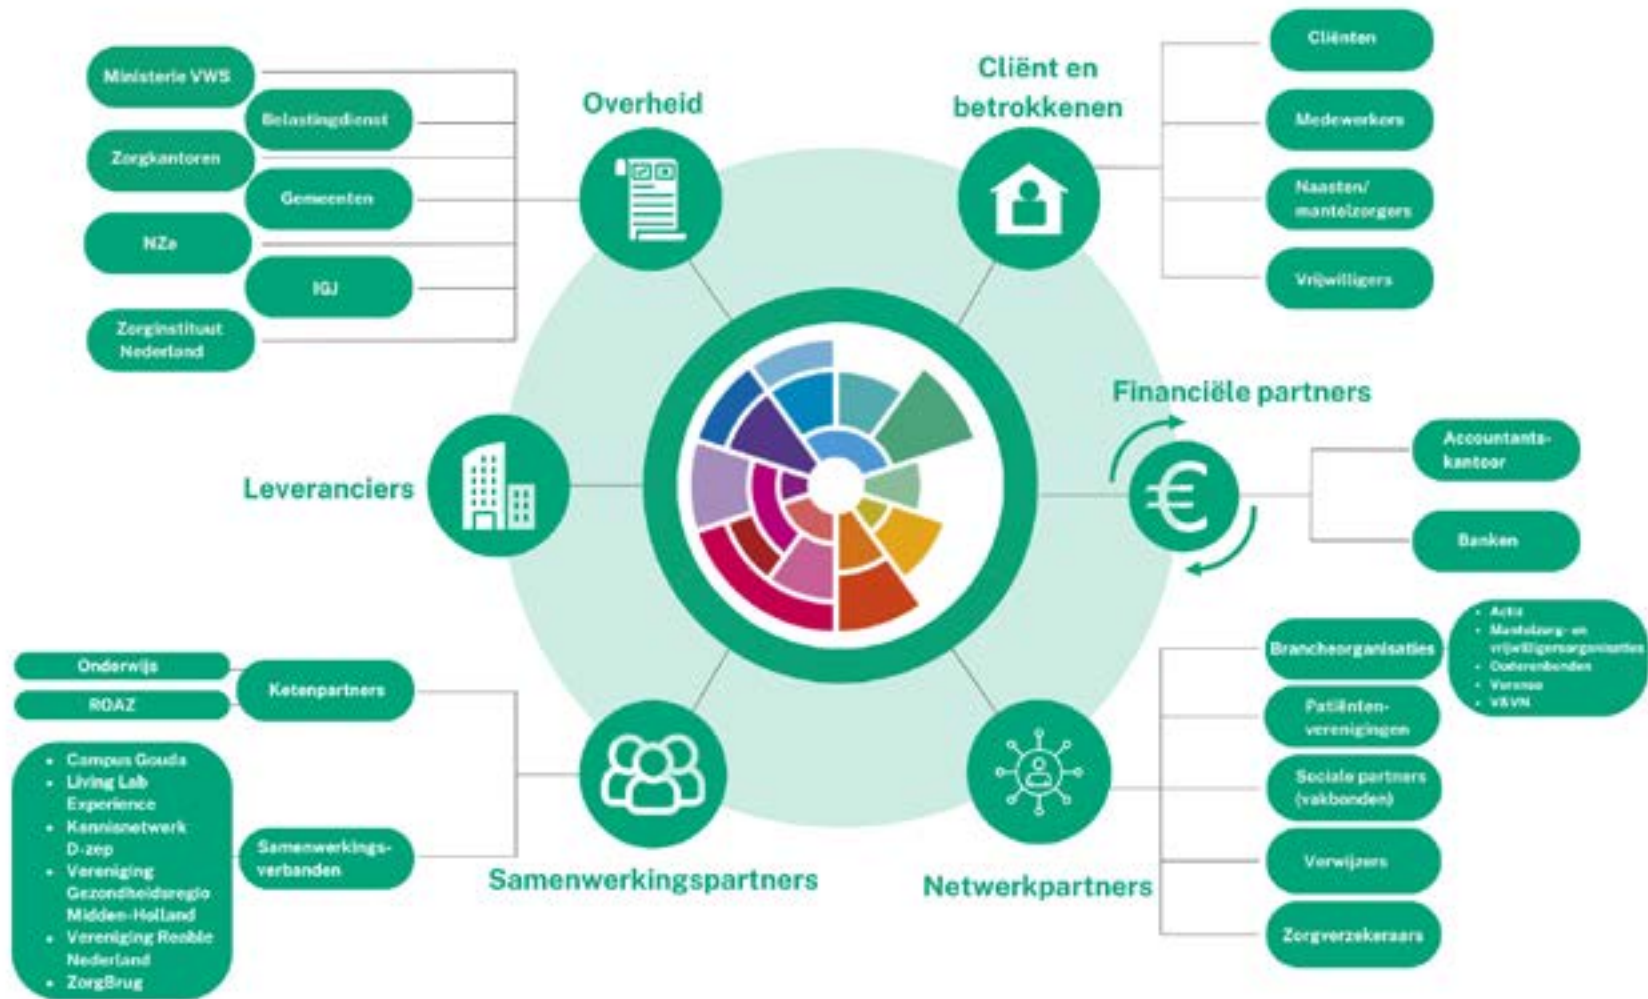 Overheid
Ministerie VWS
Belastingdienst
Zorgkantoren
Gemeenten
NZa
IGJ
Zorginstituut
Nederland
Cliënt en
betrokkenen
Cliënten
Medewerkers
Naasten/
mantelzorgers
Vrijwilligers
Financiële partners
€
Accountants-
kantoor
Banken
Leveranciers
Samenwerkingspartners
Ketenpartners
Onderwijs
ROAZ
Samenwerkings-
verbanden
• Campus Gouda
• Living Lab
Experience
• Kennisnetwerk
D-zep
• Vereniging
Gezondheidsregio
Midden-Holland
• Vereniging Reable
Nederland
• ZorgBrug
Netwerkpartners
Brancheorganisaties
• Actiz
• Mantelzorg- en
vrijwilligersorganisaties
• Ouderenbonden
• Verenso
• V&VN
Patiënten-
verenigingen
Sociale partners
(vakbonden)
Verwijzers
Zorgverzekeraars